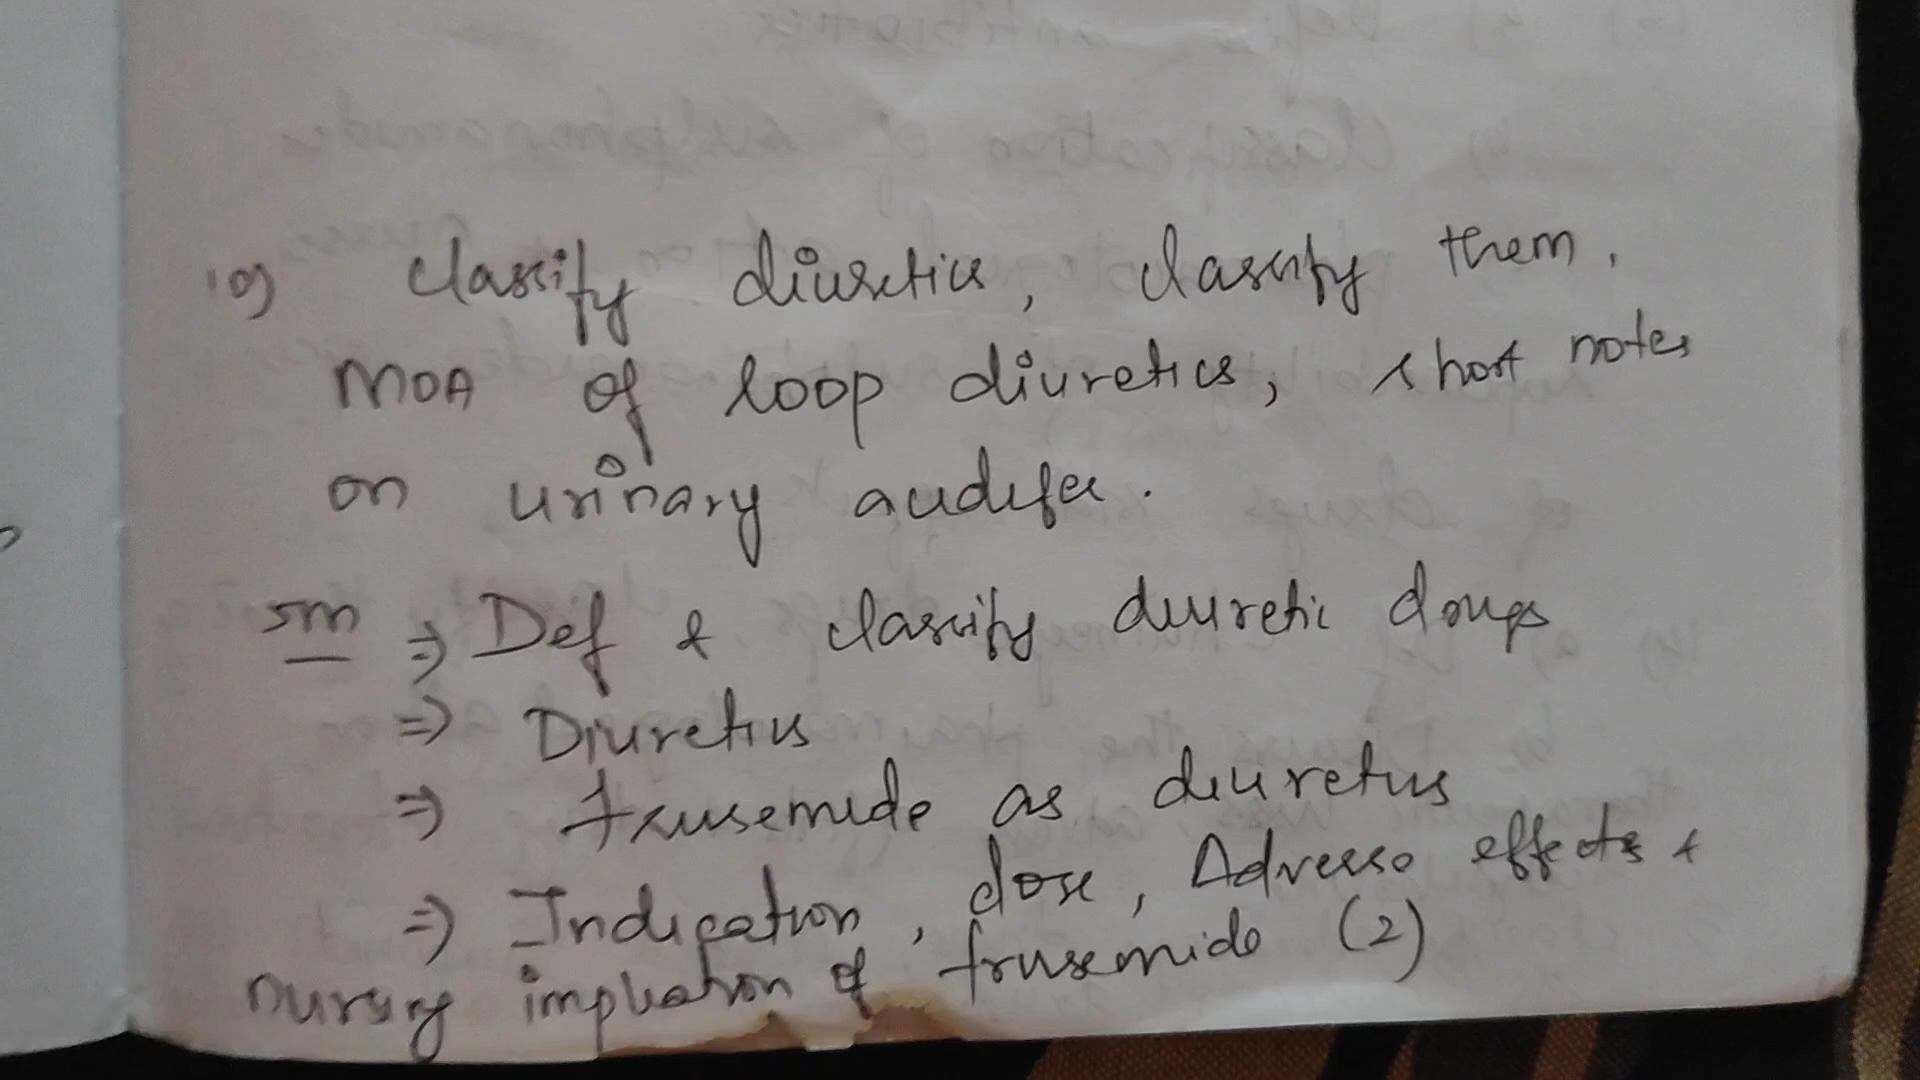 10) classify diuretics, classify them.
MOA of loop diuretics, short notes
on urinary
5m => Def & classify diuretic drugs
=> Diuretics
=> frusemide as diuretics
=> Indication, dose, Adverse effects &
nursing implication of frusemide (2)